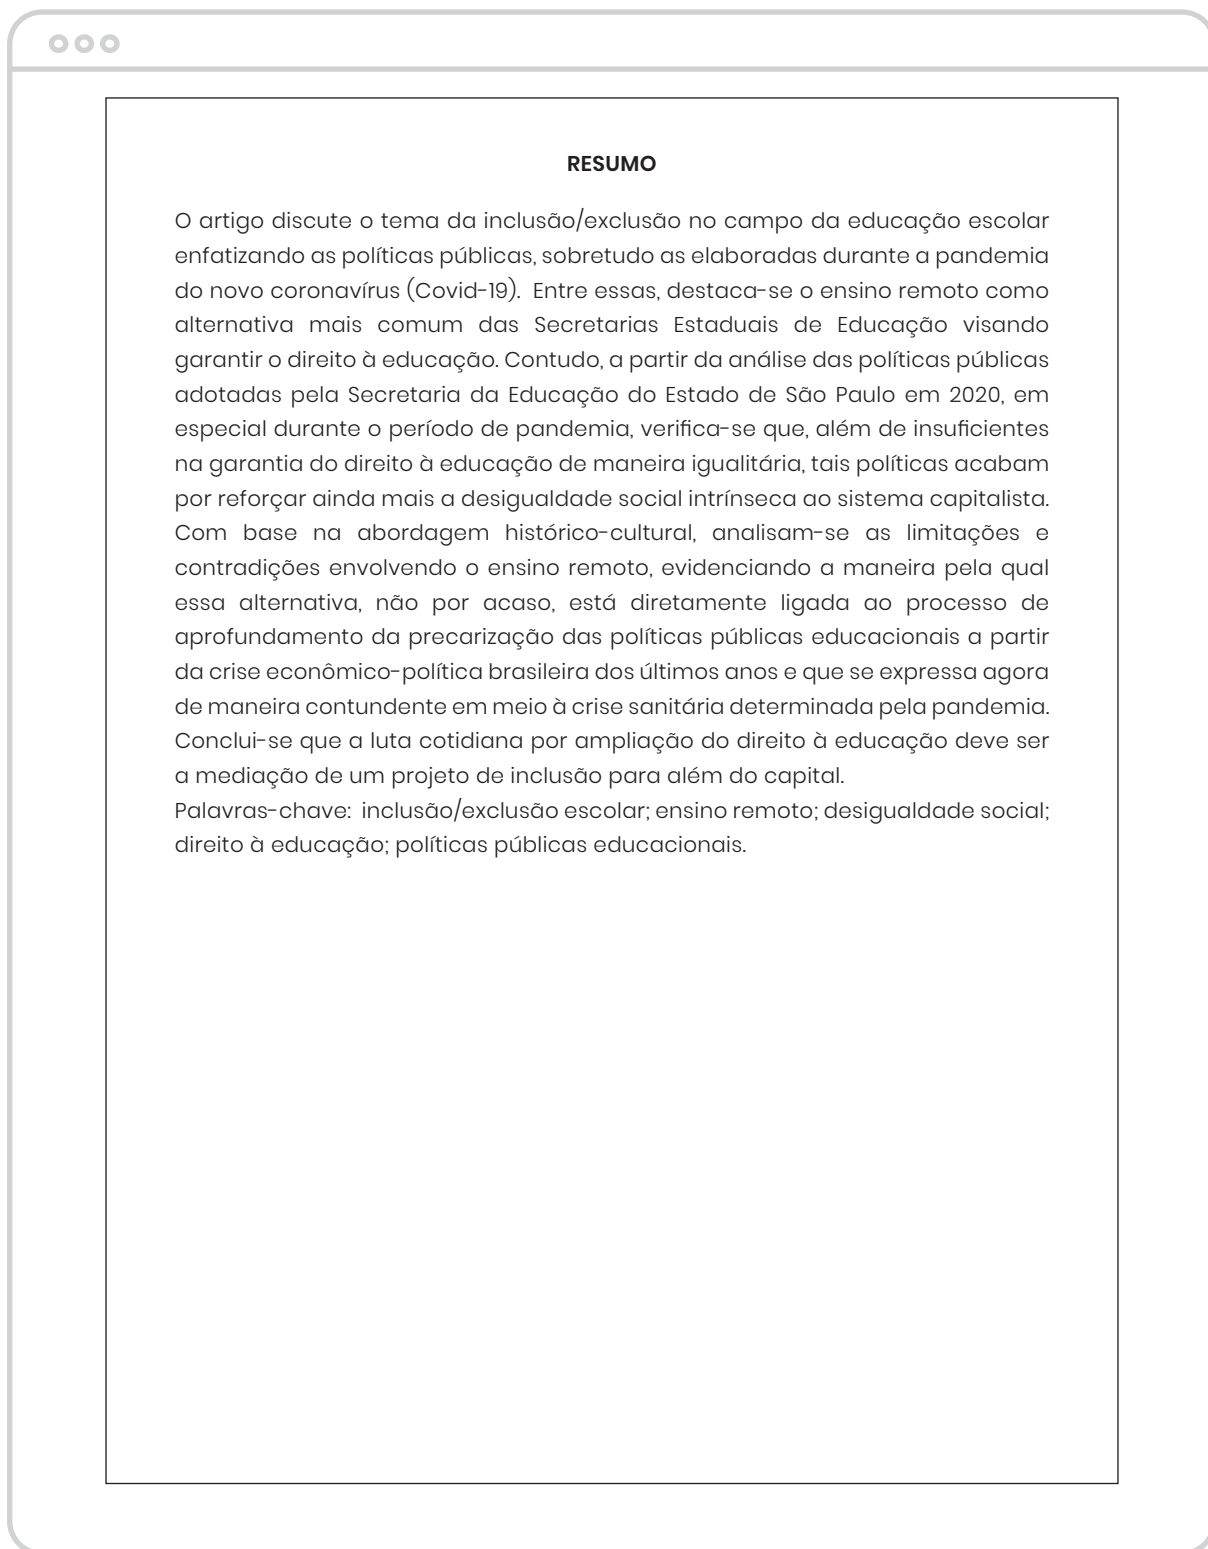 RESUMO
O artigo discute o tema da inclusão/exclusão no campo da educação escolar
enfatizando as políticas públicas, sobretudo as elaboradas durante a pandemia
do novo coronavírus (Covid-19).  Entre essas, destaca-se o ensino remoto como
alternativa mais comum das Secretarias Estaduais de Educação visando
garantir o direito à educação. Contudo, a partir da análise das políticas públicas
adotadas pela Secretaria da Educação do Estado de São Paulo em 2020, em
especial durante o período de pandemia, verifica-se que, além de insuficientes
na garantia do direito à educação de maneira igualitária, tais políticas acabam
por reforçar ainda mais a desigualdade social intrínseca ao sistema capitalista.
Com base na abordagem histórico-cultural, analisam-se as limitações e
contradições envolvendo o ensino remoto, evidenciando a maneira pela qual
essa alternativa, não por acaso, está diretamente ligada ao processo de
aprofundamento da precarização das políticas públicas educacionais a partir
da crise econômico-política brasileira dos últimos anos e que se expressa agora
de maneira contundente em meio à crise sanitária determinada pela pandemia.
Conclui-se que a luta cotidiana por ampliação do direito à educação deve ser
a mediação de um projeto de inclusão para além do capital.
Palavras-chave:  inclusão/exclusão escolar; ensino remoto; desigualdade social;
direito à educação; políticas públicas educacionais.